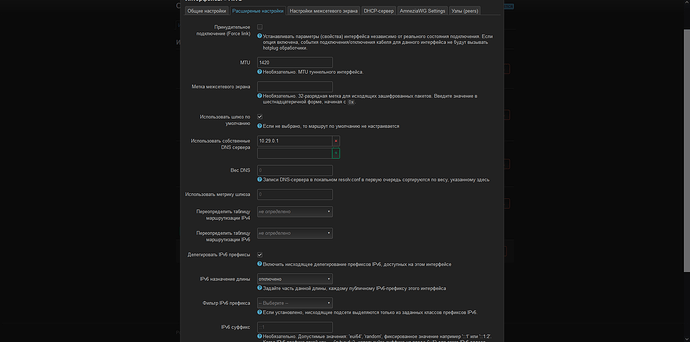 Общие настройки
Расширенные настройки
Настройки межсетевого экрана
DHCP-сервер
AmneziaWG Settings
Узлы (peers)
Принудительное
подключение (Force link)
Устанавливать параметры (свойства) интерфейса независимо от реального состояния подключения. Если
опция включена, события подключения/отключения кабеля для данного интерфейса не будут вызывать
hotplug обработчики.
MTU
1420
Необязательно. MTU туннельного интерфейса.
Метка межсетевого экрана
Необязательно. 32-разрядная метка для исходящих зашифрованных пакетов. Введите значение в
шестнадцатеричной форме, начиная с 0x.
Использовать шлюз по
умолчанию
Если не выбрано, то маршрут по умолчанию не настраивается
Использовать собственные
DNS сервера
10.29.0.1
Вес DNS
0
Записи DNS-сервера в локальном resolv.conf в первую очередь сортируются по весу, указанному здесь
Использовать метрику шлюза
0
Переопределить таблицу
маршрутизации IPv4
не определено
Переопределить таблицу
маршрутизации IPv6
не определено
Делегировать IPv6 префиксы
Включить нисходящее делегирование префиксов IPv6, доступных на этом интерфейсе
IPv6 назначение длины
отключено
Задайте часть данной длины, каждому публичному IPv6-префиксу этого интерфейса
Фильтр IPv6 префикса
-- Выберите --
Если установлено, нисходящие подсети выделяются только из заданных классов префиксов IPv6.
IPv6 суффикс
::1
Необязательно. Допустимые значения: 'eui64', 'random', фиксированное значение например '::1' или '::1:2'.